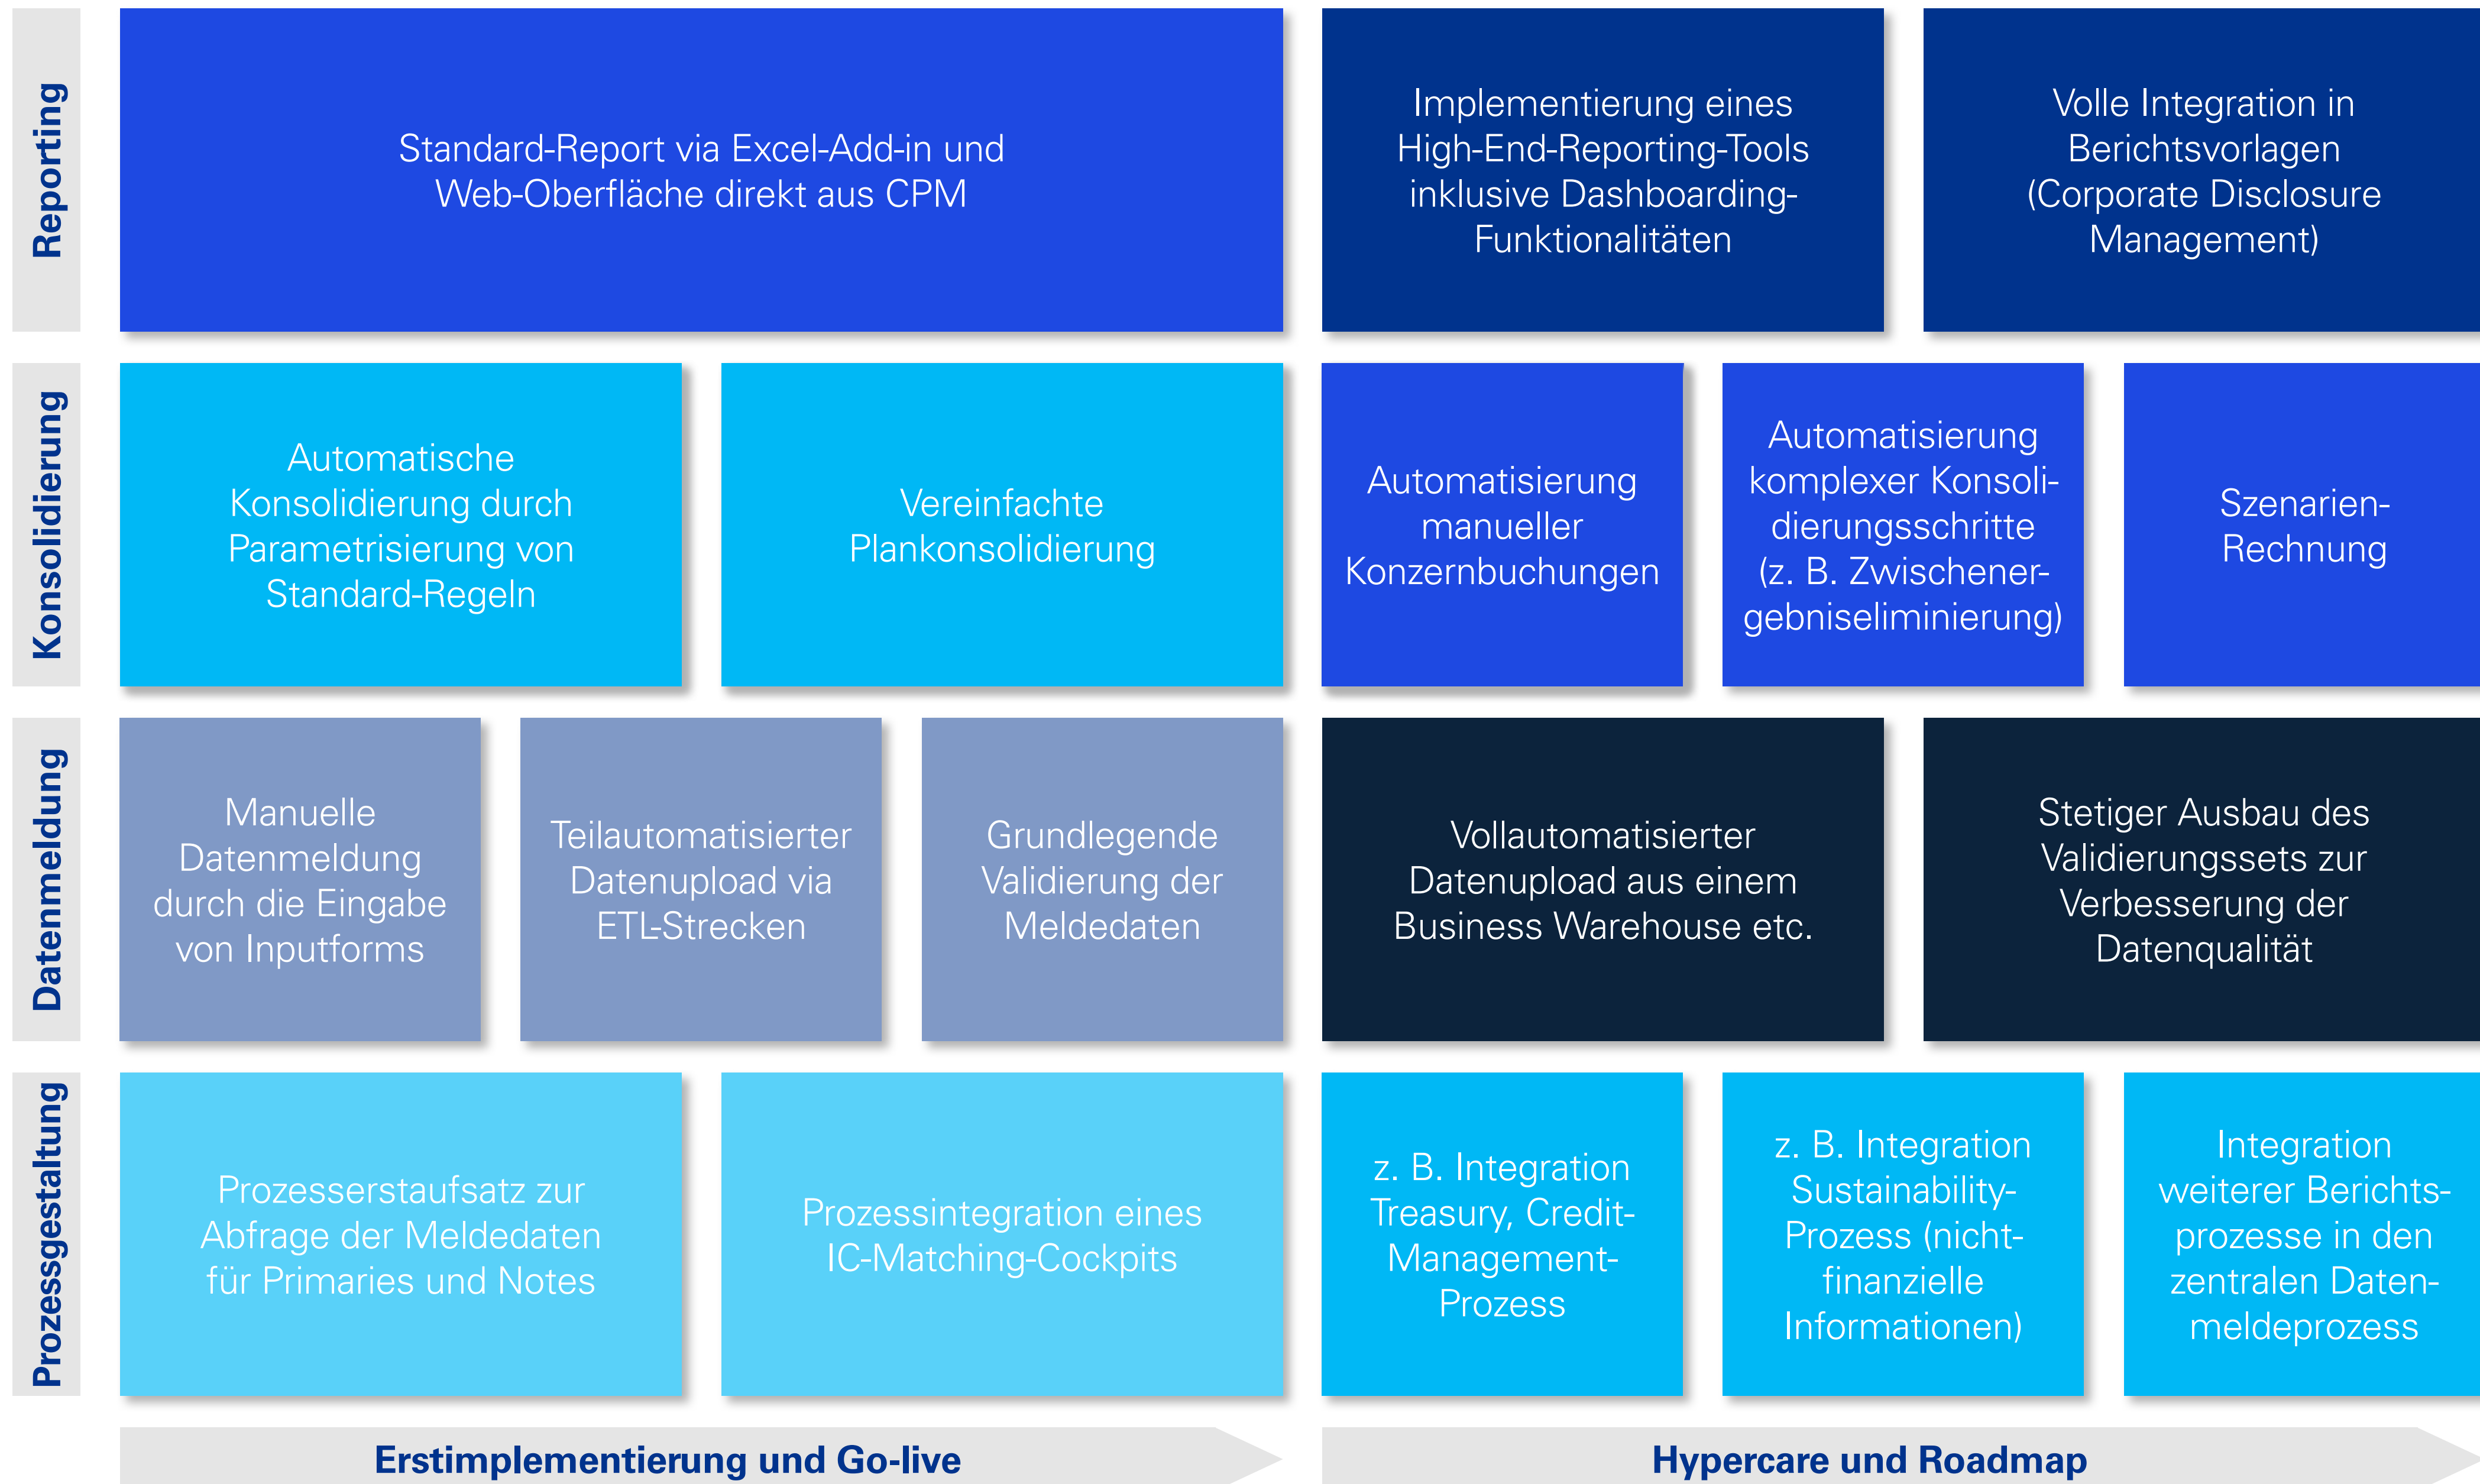 Reporting
Standard-Report via Excel-Add-in und
Web-Oberfläche direkt aus CPM
Implementierung eines
High-End-Reporting-Tools
inklusive Dashboarding-
Funktionalitäten
Volle Integration in
Berichtsvorlagen
(Corporate Disclosure
Management)
Konsolidierung
Automatische
Konsolidierung durch
Parametrisierung von
Standard-Regeln
Vereinfachte
Plankonsolidierung
Automatisierung
manueller
Konzernbuchungen
Automatisierung
komplexer Konsoli-
dierungsschritte
(z. B. Zwischener-
gebniseliminierung)
Szenarien-
Rechnung
Datenmeldung
Manuelle
Datenmeldung
durch die Eingabe
von Inputforms
Teilautomatisierter
Datenupload via
ETL-Strecken
Grundlegende
Validierung der
Meldedaten
Vollautomatisierter
Datenupload aus einem
Business Warehouse etc.
Stetiger Ausbau des
Validierungssets zur
Verbesserung der
Datenqualität
Prozessgestaltung
Prozesserstaufsatz zur
Abfrage der Meldedaten
für Primaries und Notes
Prozessintegration eines
IC-Matching-Cockpits
z. B. Integration
Treasury, Credit-
Management-
Prozess
z. B. Integration
Sustainability-
Prozess (nicht-
finanzielle
Informationen)
Integration
weiterer Berichts-
prozesse in den
zentralen Daten-
meldeprozess
Erstimplementierung und Go-live
Hypercare und Roadmap